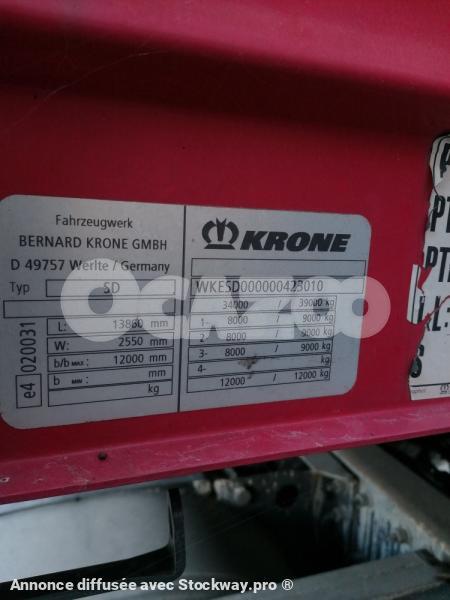 Fahrzeugwerk
BERNARD KRONE GMBH
D 49757 Werlte / Germany
Typ SD
e4 020031
L: 13860 mm
W: 2550 mm
b/b MAX: 12000 mm
b MIN: mm
kg
KRONE
WKESD000000423010
34000 / 39000 kg
1- 8000 / 9000 kg
2- 8000 / 9000 kg
3- 8000 / 9000 kg
4- / kg
12000 / 12000 kg
OCAZOO
Annonce diffusée avec Stockway.pro ®